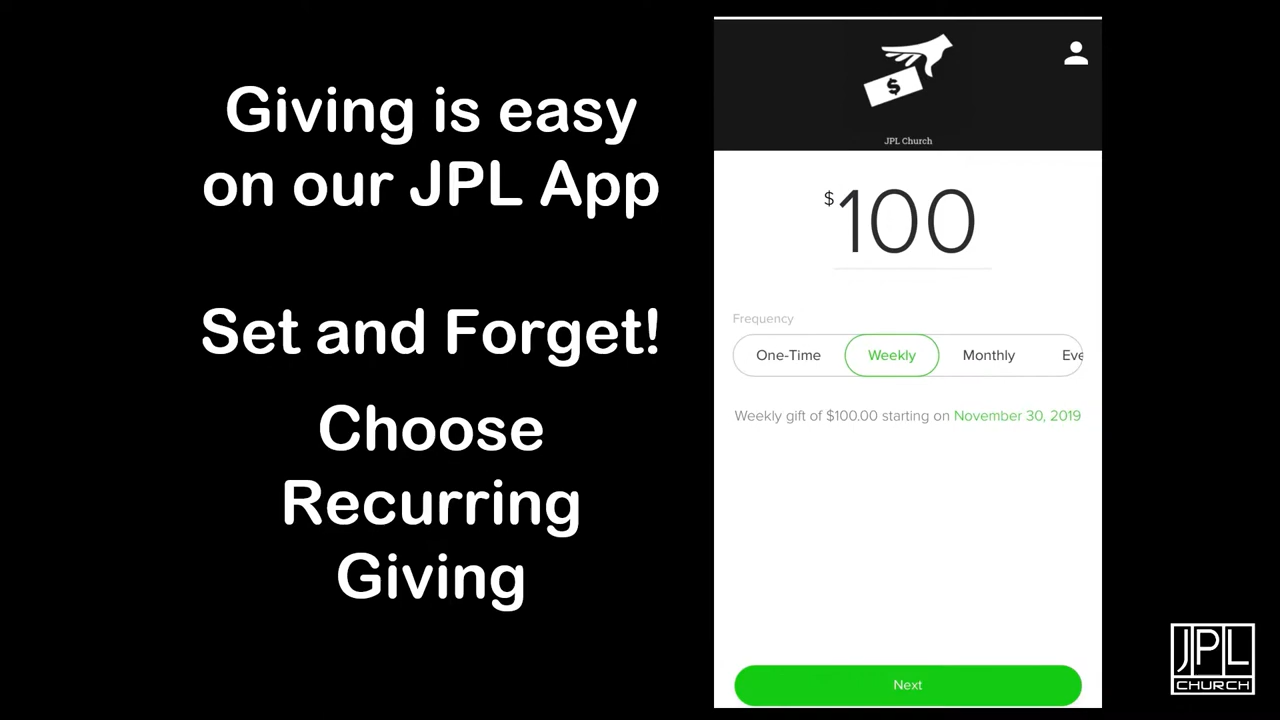 Giving is easy
on our JPL App
Set and Forget!
Choose
Recurring
Giving
$
JPL Church
$100
Frequency
One-Time Weekly Monthly Eve
Weekly gift of $100.00 starting on November 30, 2019
Next
JPL
CHURCH